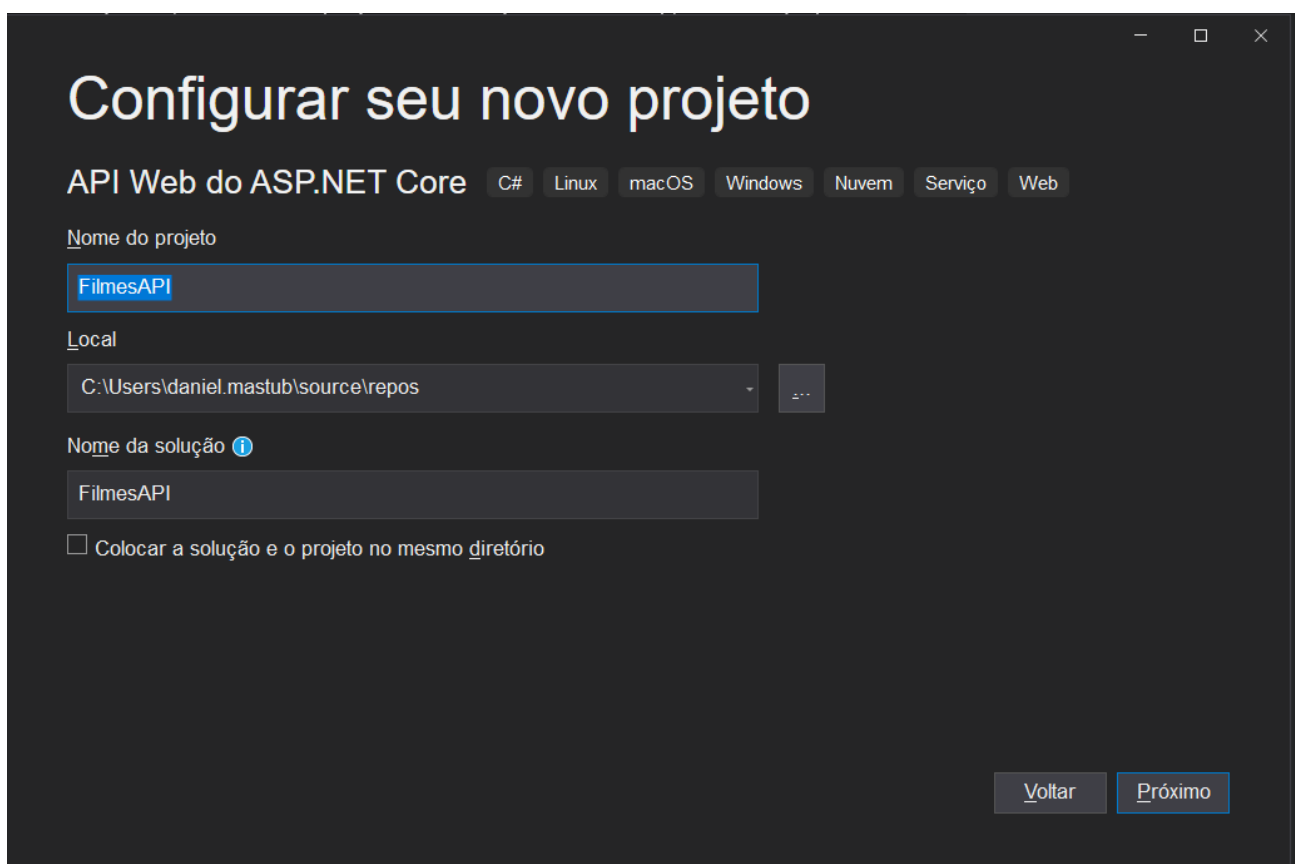 Configurar seu novo projeto
API Web do ASP.NET Core C# Linux macOS Windows Nuvem Serviço Web
Nome do projeto
FilmesAPI
Local
C:\Users\daniel.mastub\source\repos
...
Nome da solução
FilmesAPI
Colocar a solução e o projeto no mesmo diretório
Voltar Próximo